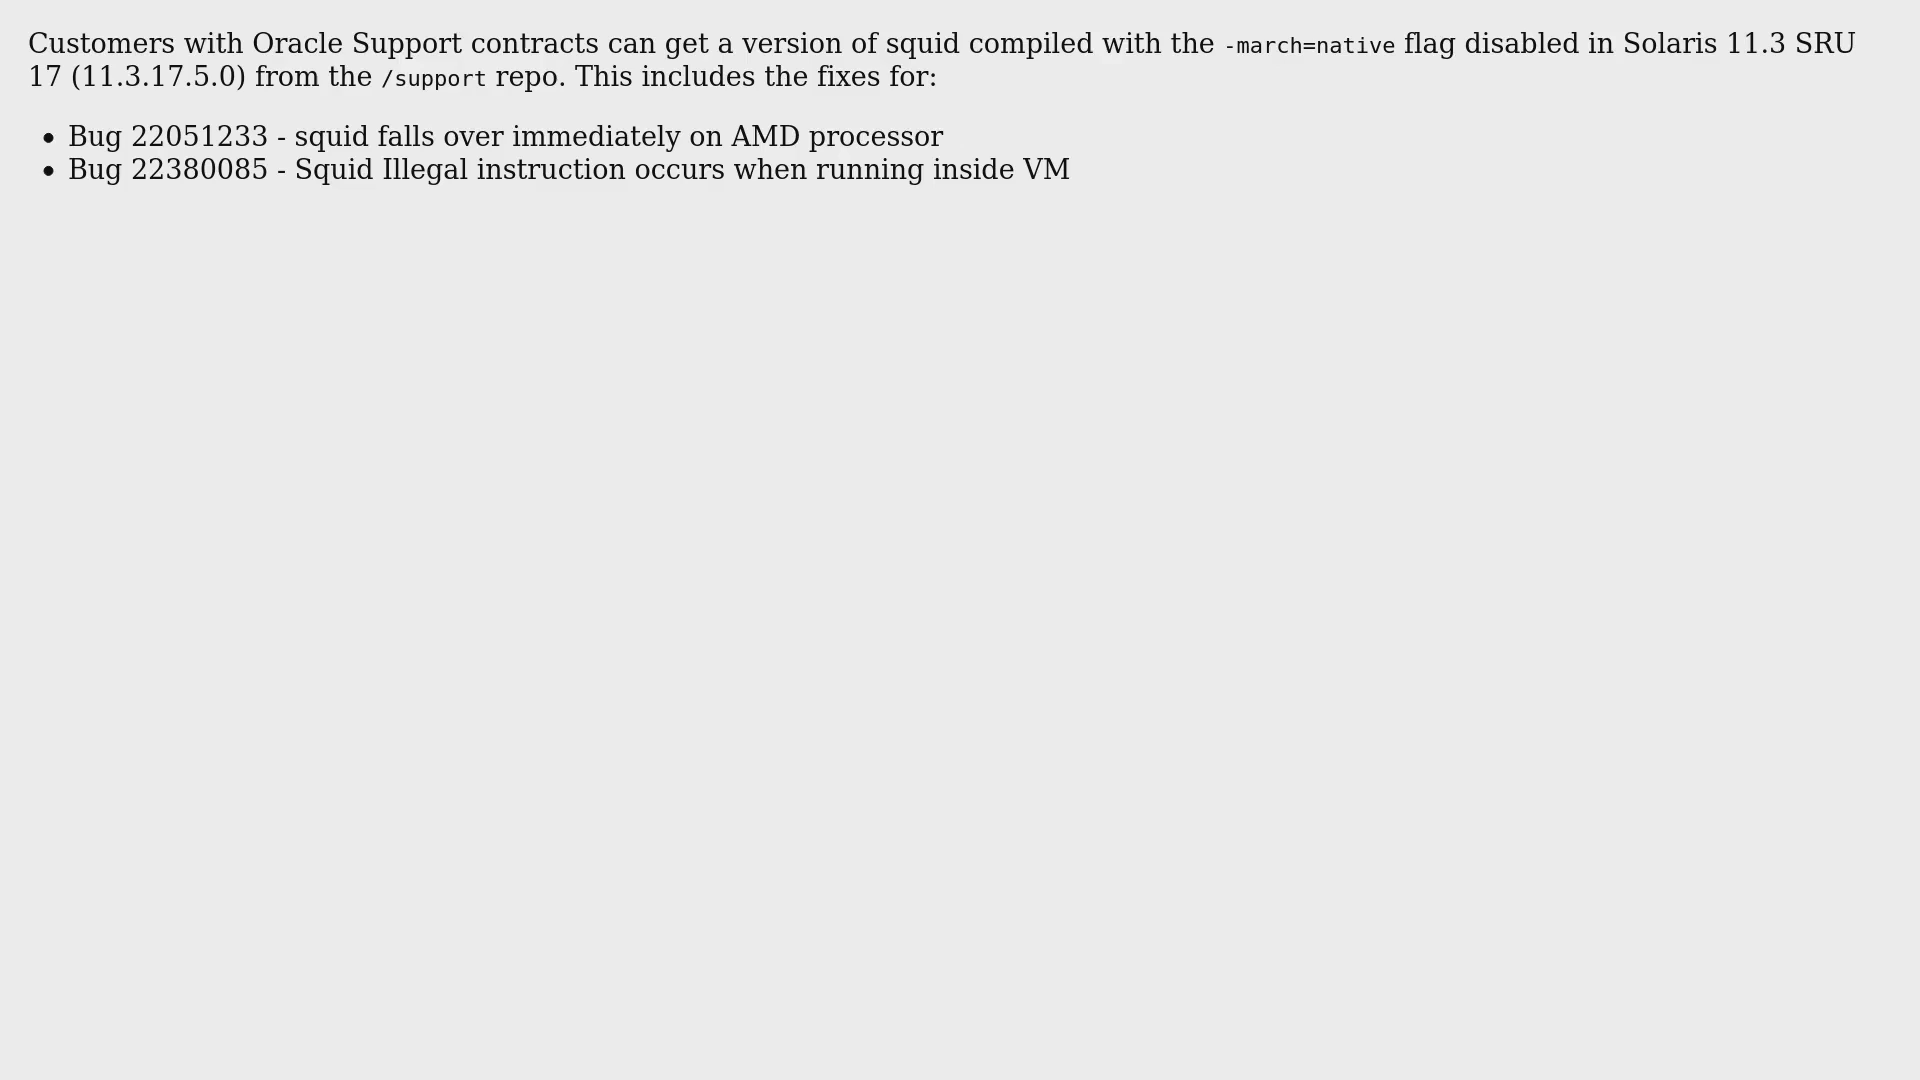 Customers with Oracle Support contracts can get a version of squid compiled with the -march=native flag disabled in Solaris 11.3 SRU
17 (11.3.17.5.0) from the /support repo. This includes the fixes for:
• Bug 22051233 - squid falls over immediately on AMD processor
• Bug 22380085 - Squid Illegal instruction occurs when running inside VM